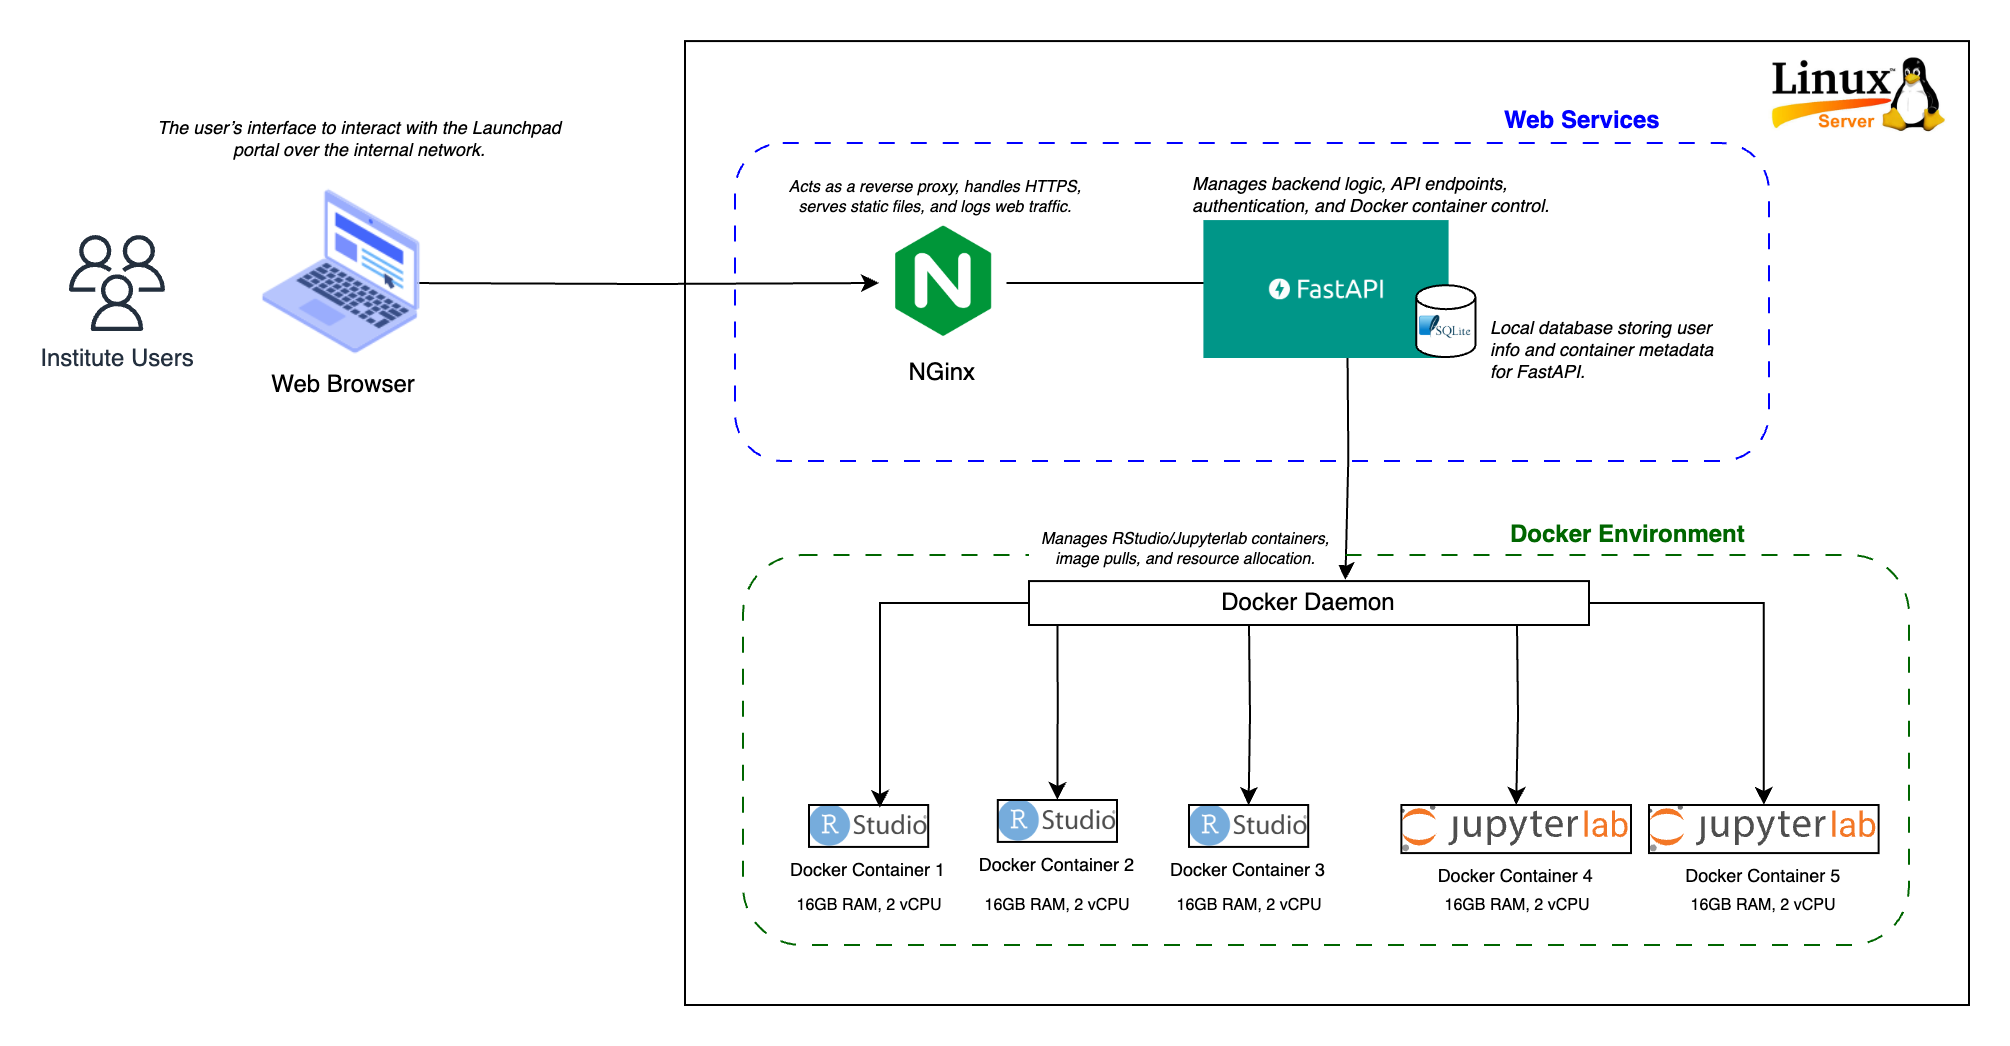 Linux™
Server
Web Services
The user's interface to interact with the Launchpad
portal over the internal network.
Acts as a reverse proxy, handles HTTPS,
serves static files, and logs web traffic.
Manages backend logic, API endpoints,
authentication, and Docker container control.
N
FastAPI
SQLite
Local database storing user
info and container metadata
for FastAPI.
Institute Users
Web Browser
NGinx
Docker Environment
Manages RStudio/Jupyterlab containers,
image pulls, and resource allocation.
Docker Daemon
R Studio
R Studio
R Studio
jupyterlab
jupyterlab
Docker Container 1
Docker Container 2
Docker Container 3
Docker Container 4
Docker Container 5
16GB RAM, 2 vCPU
16GB RAM, 2 vCPU
16GB RAM, 2 vCPU
16GB RAM, 2 vCPU
16GB RAM, 2 vCPU